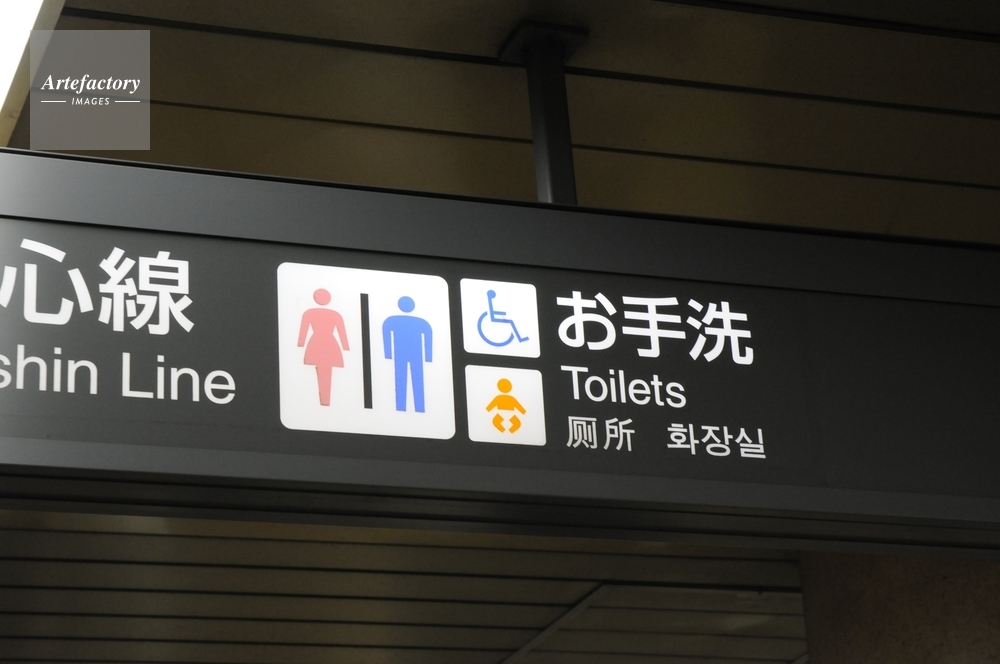 Artefactory
IMAGES
心線
shin Line
お手洗
Toilets
厕所 화장실